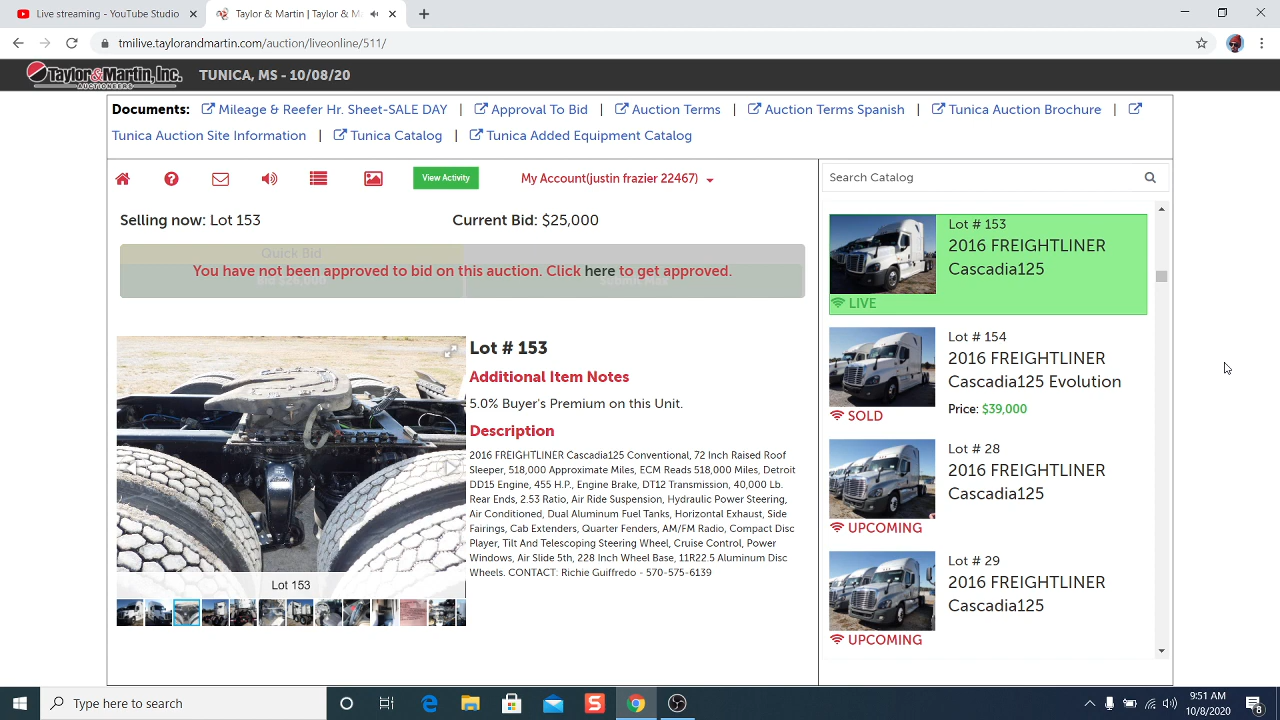 Live streaming - YouTube Studio
Taylor & Martin | Taylor & M
tmilive.taylorandmartin.com/auction/liveonline/511/
Taylor&Martin, Inc.
AUCTIONEERS
TUNICA, MS - 10/08/20
Documents: Mileage & Reefer Hr. Sheet-SALE DAY | Approval To Bid | Auction Terms | Auction Terms Spanish | Tunica Auction Brochure |
Tunica Auction Site Information | Tunica Catalog | Tunica Added Equipment Catalog
View Activity
My Account(justin frazier 22467)
Search Catalog
Selling now: Lot 153
Current Bid: $25,000
Quick Bid
You have not been approved to bid on this auction. Click here to get approved.
Lot # 153
Additional Item Notes
5.0% Buyer's Premium on this Unit.
Description
2016 FREIGHTLINER Cascadia125 Conventional, 72 Inch Raised Roof
Sleeper, 518,000 Approximate Miles, ECM Reads 518,000 Miles, Detroit
DD15 Engine, 455 H.P., Engine Brake, DT12 Transmission, 40,000 Lb.
Rear Ends, 2.53 Ratio, Air Ride Suspension, Hydraulic Power Steering,
Air Conditioned, Dual Aluminum Fuel Tanks, Horizontal Exhaust, Side
Fairings, Cab Extenders, Quarter Fenders, AM/FM Radio, Compact Disc
Player, Tilt And Telescoping Steering Wheel, Cruise Control, Power
Windows, Air Slide 5th, 228 Inch Wheel Base, 11R22.5 Aluminum Disc
Wheels. CONTACT: Richie Guiffredo - 570-575-6139
Lot 153
Lot # 153
2016 FREIGHTLINER
Cascadia125
LIVE
Lot # 154
2016 FREIGHTLINER
Cascadia125 Evolution
Price: $39,000
SOLD
Lot # 28
2016 FREIGHTLINER
Cascadia125
UPCOMING
Lot # 29
2016 FREIGHTLINER
Cascadia125
UPCOMING
Type here to search
9:51 AM
10/8/2020
8